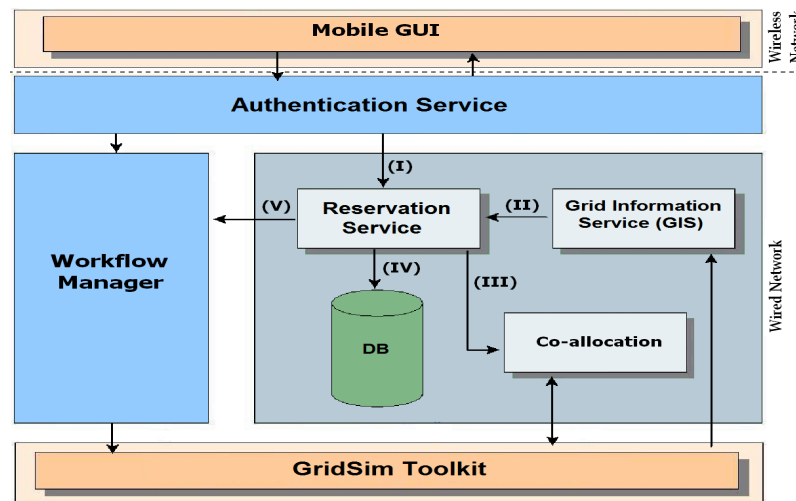 Mobile GUI
Wireless
Network
Authentication Service
(I)
(V)
Reservation
Service
(II)
Grid Information
Service (GIS)
Workflow
Manager
(IV)
(III)
DB
Co-allocation
Wired Network
GridSim Toolkit